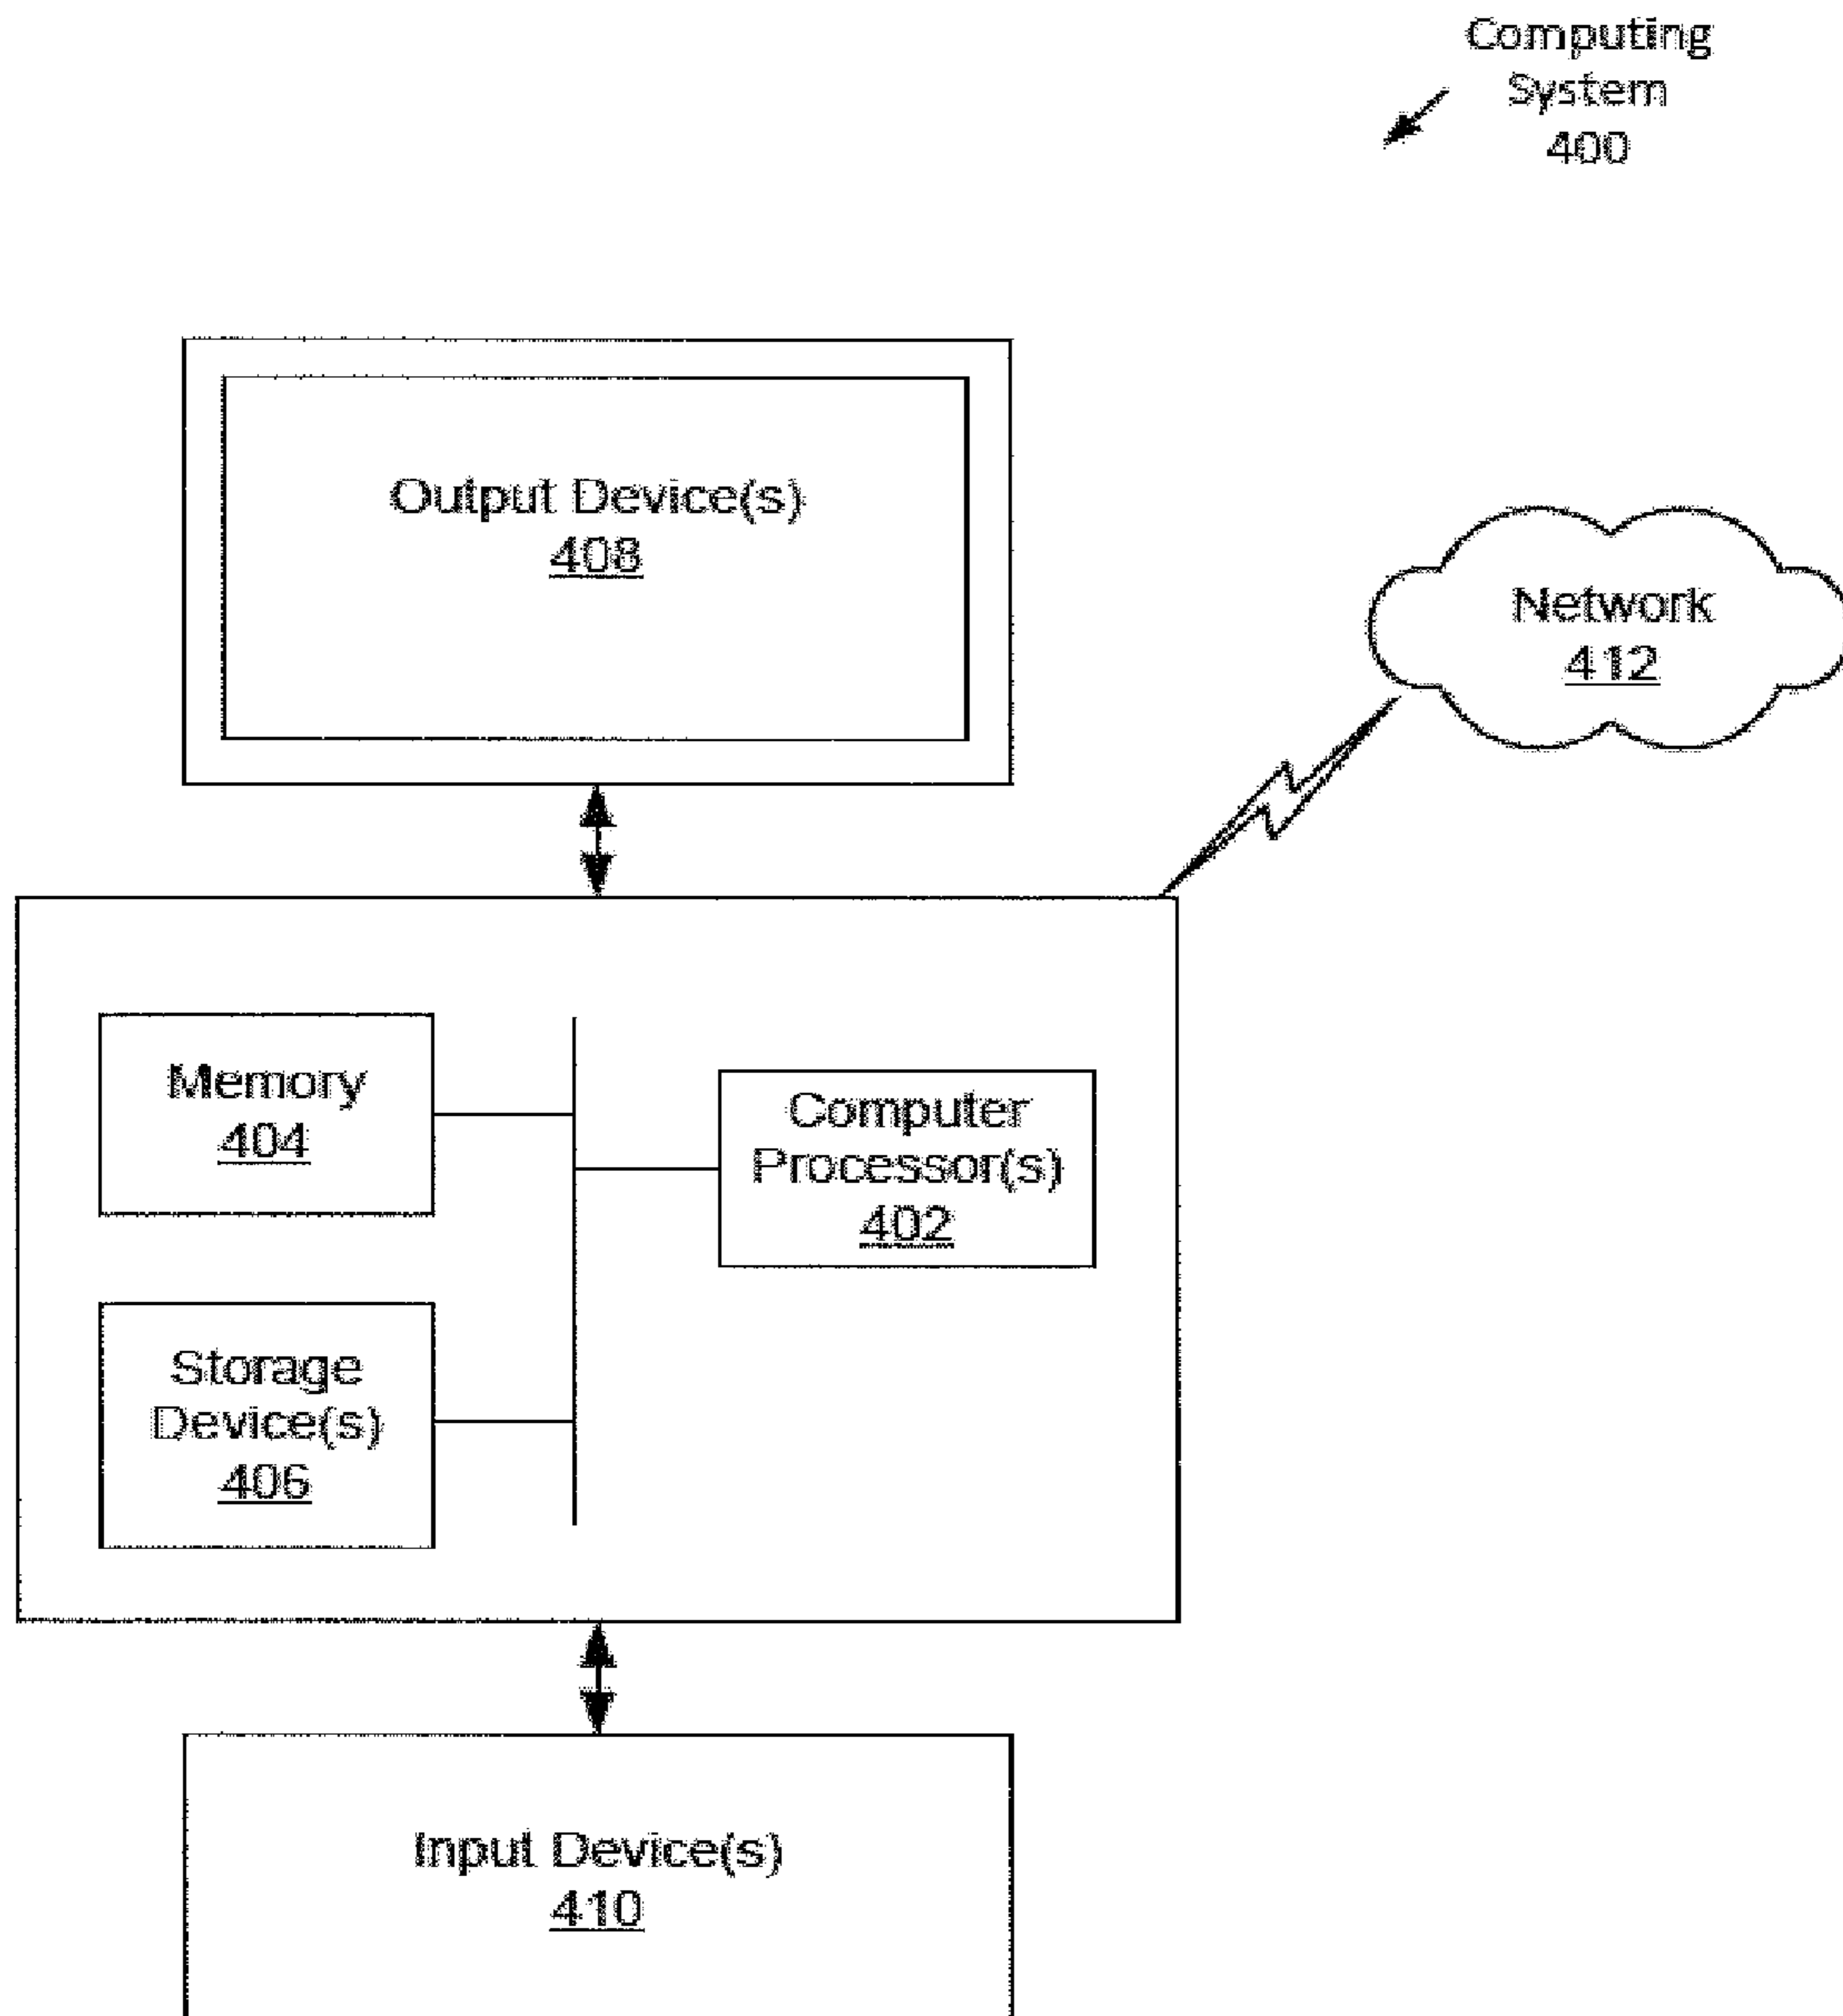 Computing
System
400
Output Device(s)
408
Network
412
Memory
404
Computer
Processor(s)
402
Storage
Device(s)
406
Input Device(s)
410